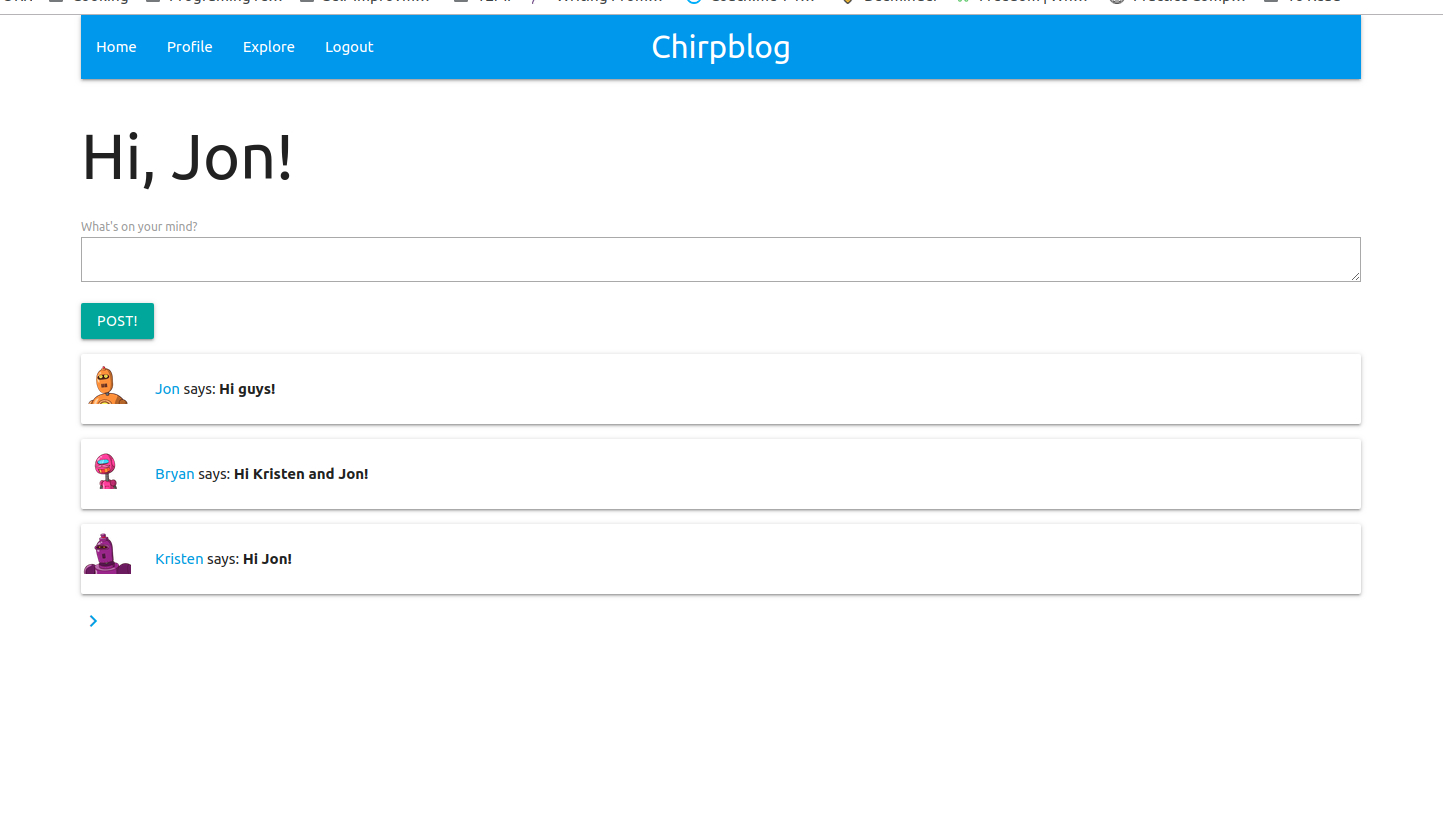 Home Profile Explore Logout Chirpblog
Hi, Jon!
What's on your mind?
POST!
Jon says: Hi guys!
Bryan says: Hi Kristen and Jon!
Kristen says: Hi Jon!